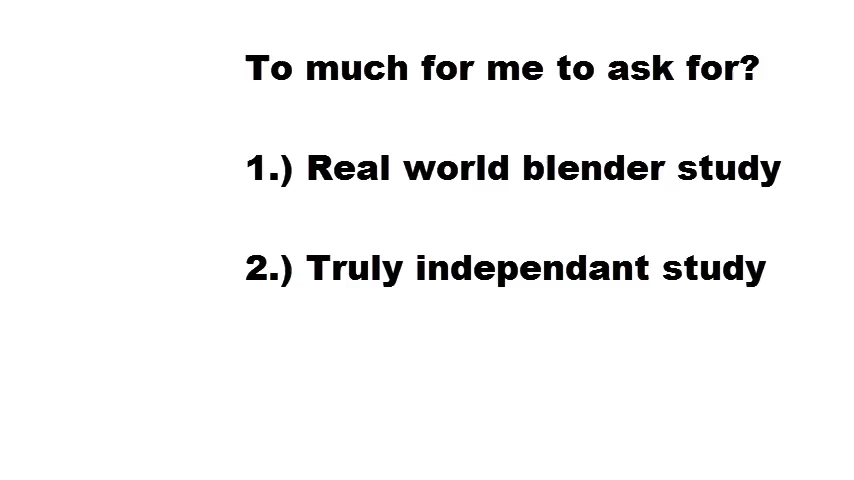 To much for me to ask for?
1.) Real world blender study
2.) Truly independant study